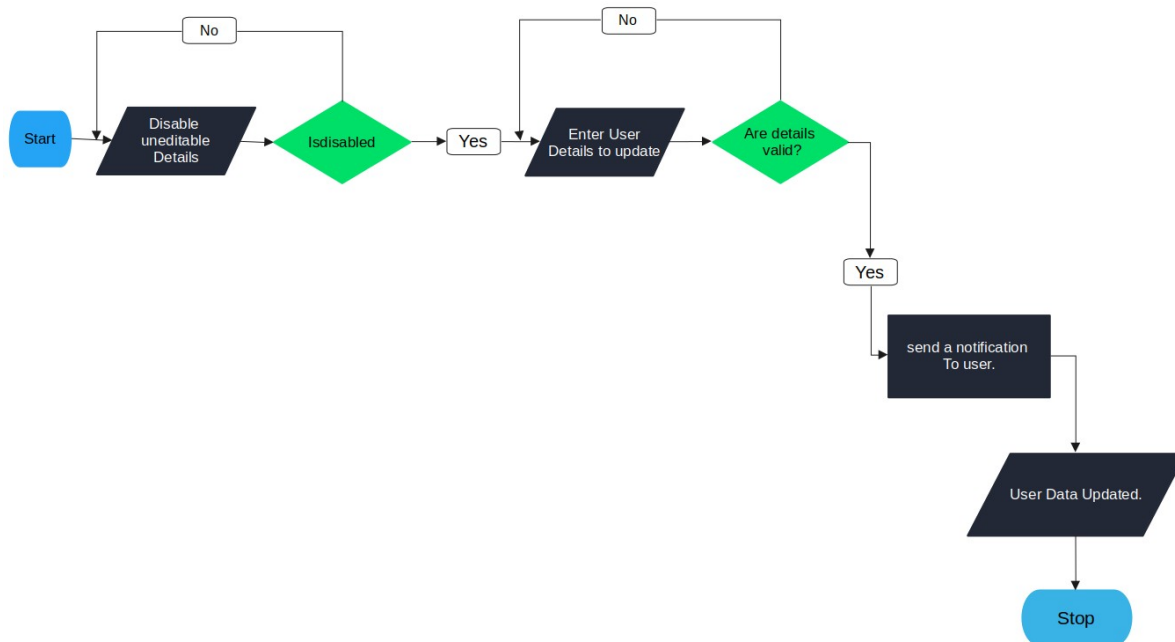 No
No
Start
Disable
uneditable
Details
Isdisabled
Yes
Enter User
Details to update
Are details
valid?
Yes
send a notification
To user.
User Data Updated.
Stop